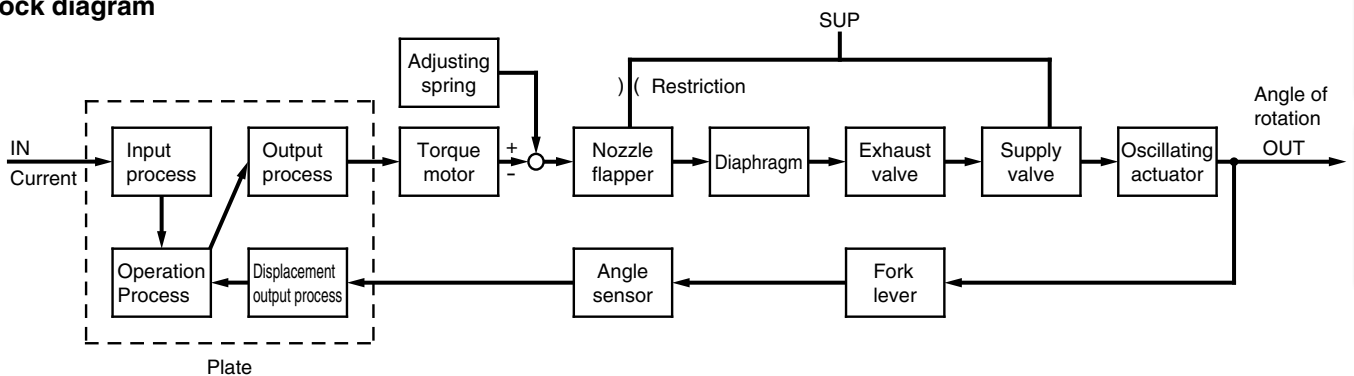 ock diagram
SUP
Adjusting
spring
) ( Restriction
Angle of
rotation
OUT
IN
Current
Input
process
Output
process
Torque
motor
+
-
Nozzle
flapper
Diaphragm
Exhaust
valve
Supply
valve
Oscillating
actuator
Operation
Process
Displacement
output process
Angle
sensor
Fork
lever
Plate